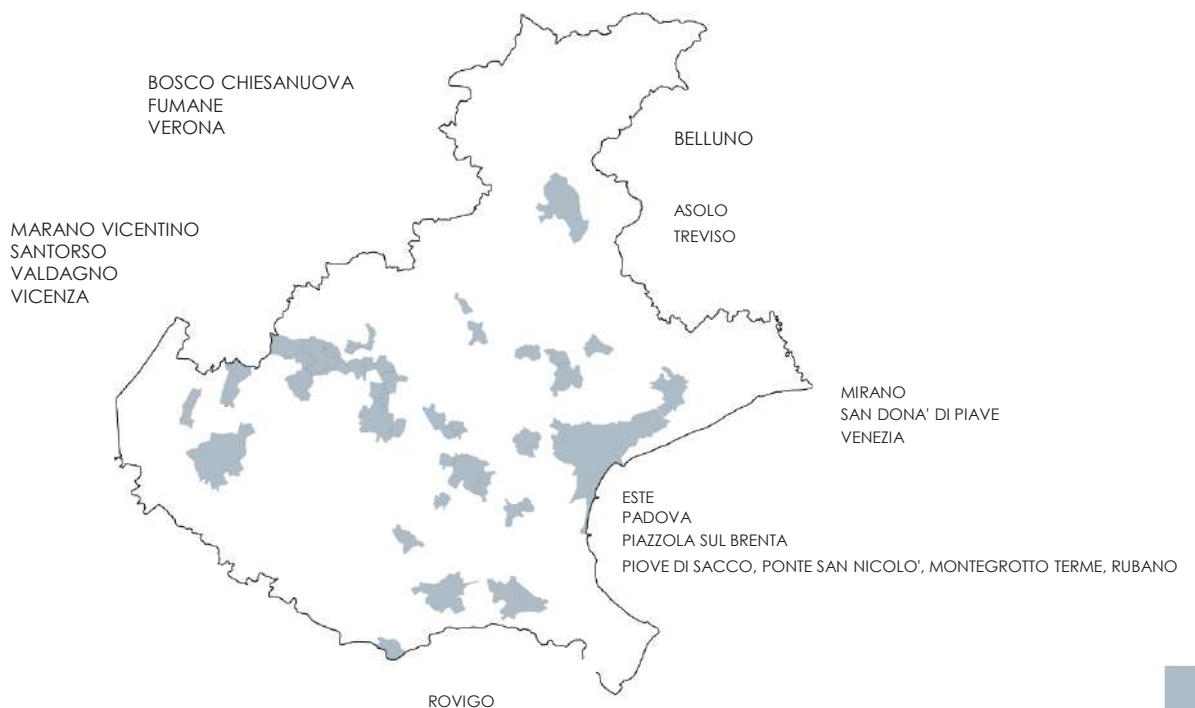 BOSCO CHIESANUOVA
FUMANE
VERONA
BELLUNO
ASOLO
TREVISO
MARANO VICENTINO
SANTORSO
VALDAGNO
VICENZA
MIRANO
SAN DONA' DI PIAVE
VENEZIA
ESTE
PADOVA
PIAZZOLA SUL BRENTA
PIOVE DI SACCO, PONTE SAN NICOLO', MONTEGROTTO TERME, RUBANO
ROVIGO